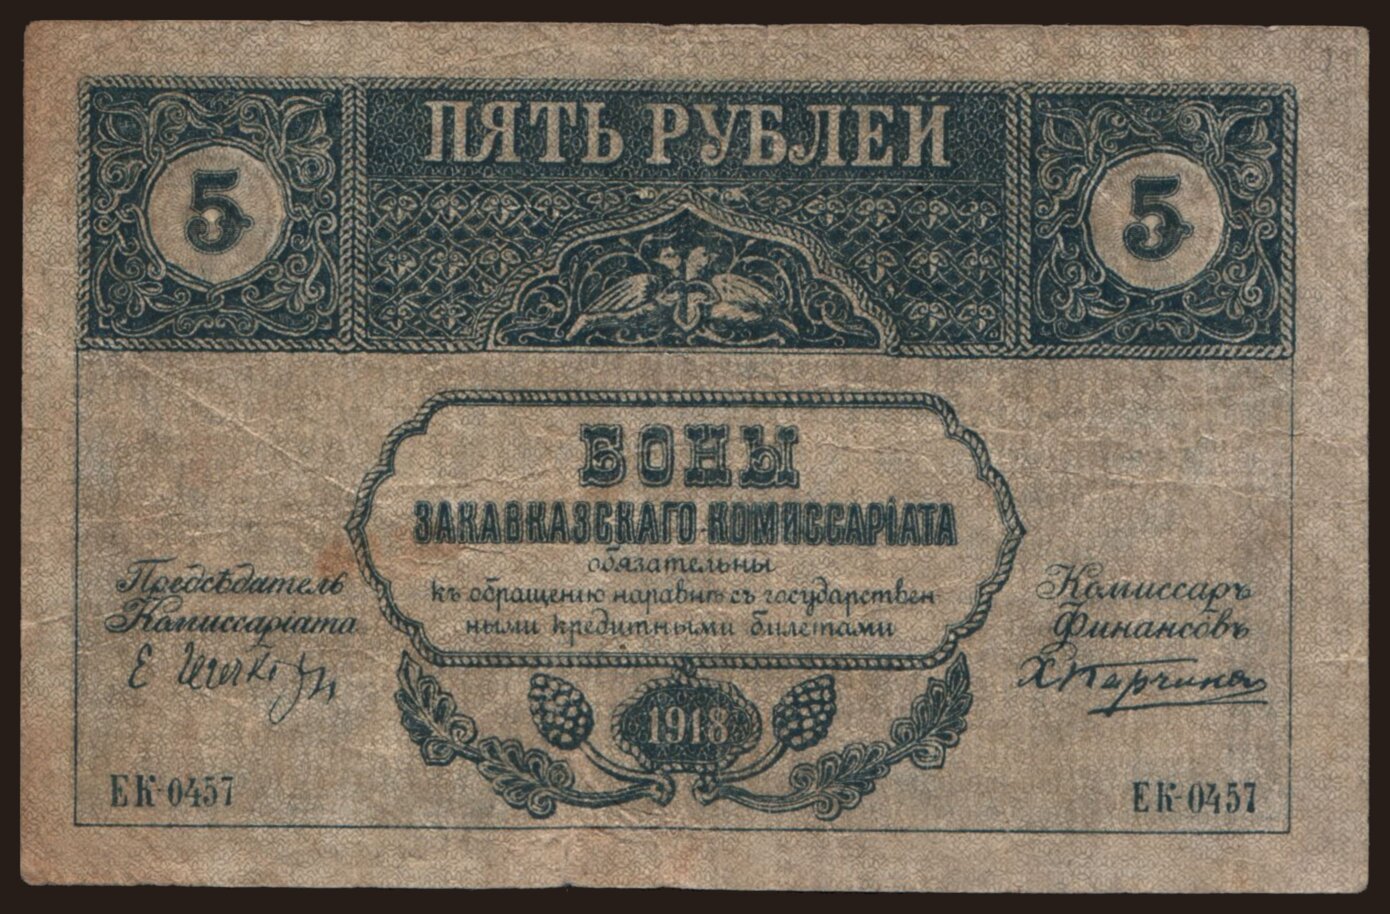 ПЯТЬ РУБЛЕЙ
5
5
БОНЫ
ЗАКАВКАЗСКАГО КОМИССАРІАТА
обязательны
къ обращенію наравнѣ съ государствен-
ными кредитными билетами
Предсѣдатель
Комиссаріата
Комиссаръ
Финансовъ
1918
ЕК-0457
ЕК-0457